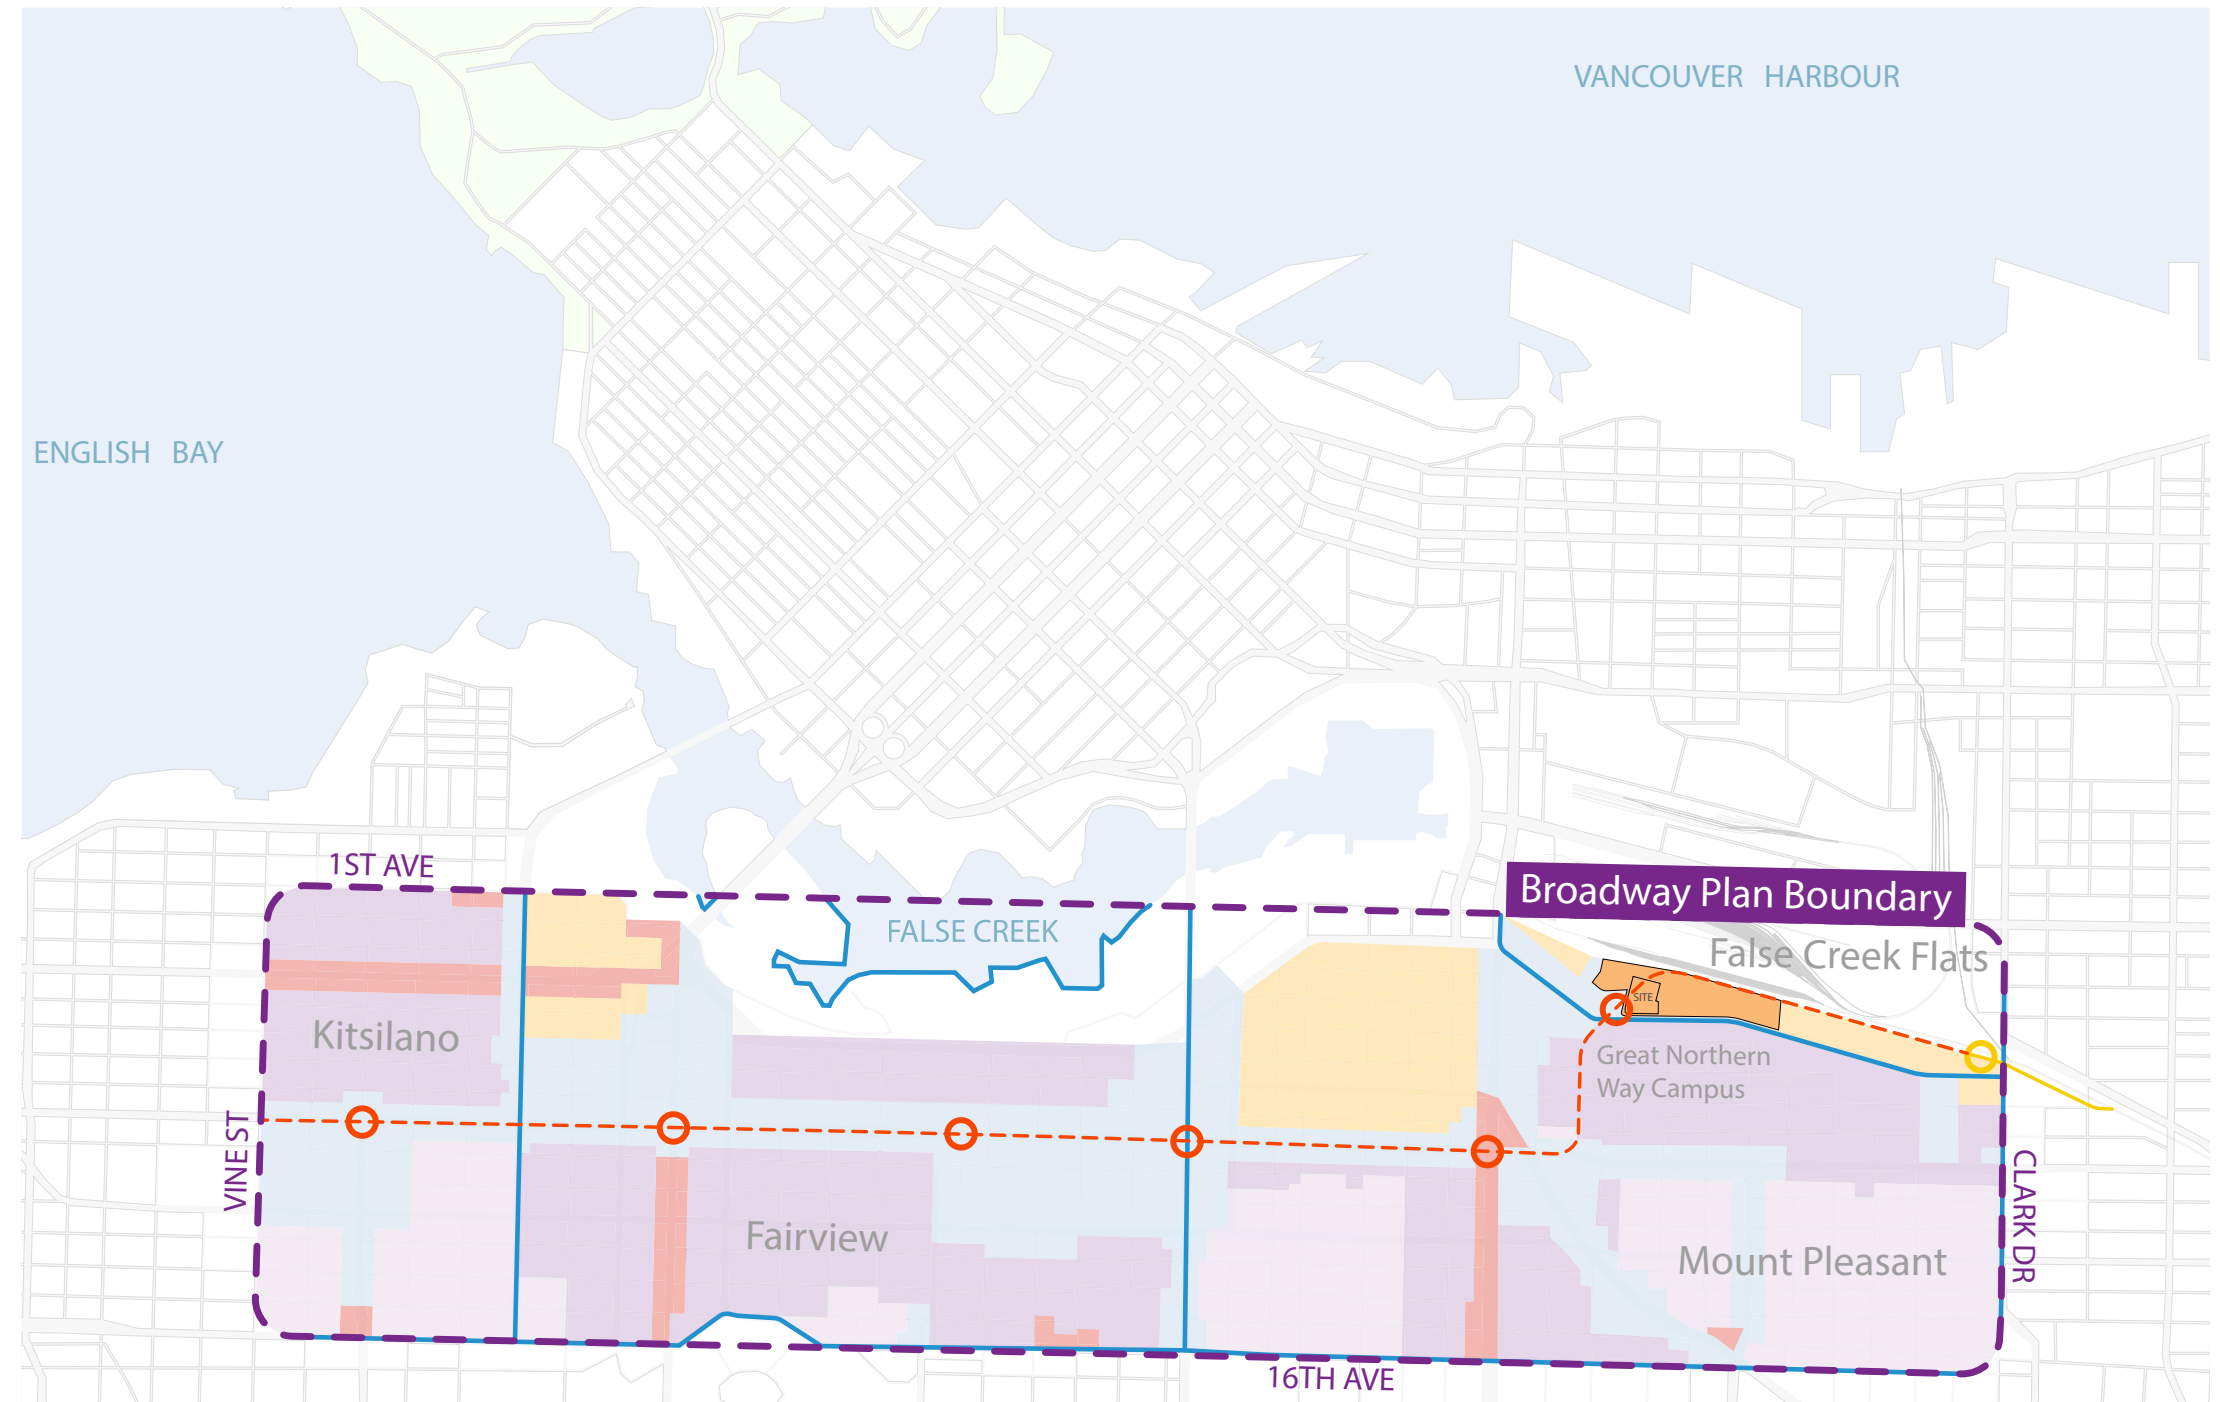 VANCOUVER HARBOUR
ENGLISH BAY
1ST AVE
Broadway Plan Boundary
FALSE CREEK
False Creek Flats
SITE
Kitsilano
Great Northern
Way Campus
VINE ST
CLARK DR
Fairview
Mount Pleasant
16TH AVE